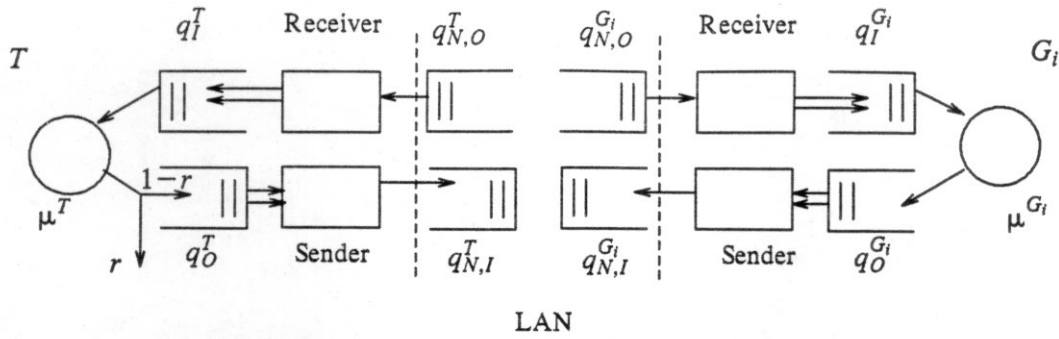 q_I^T Receiver q_{N,O}^T q_{N,O}^{G_i} Receiver q_I^{G_i}
T G_i
1−r
μ^T μ^{G_i}
r q_O^T Sender q_{N,I}^T q_{N,I}^{G_i} Sender q_O^{G_i}
LAN